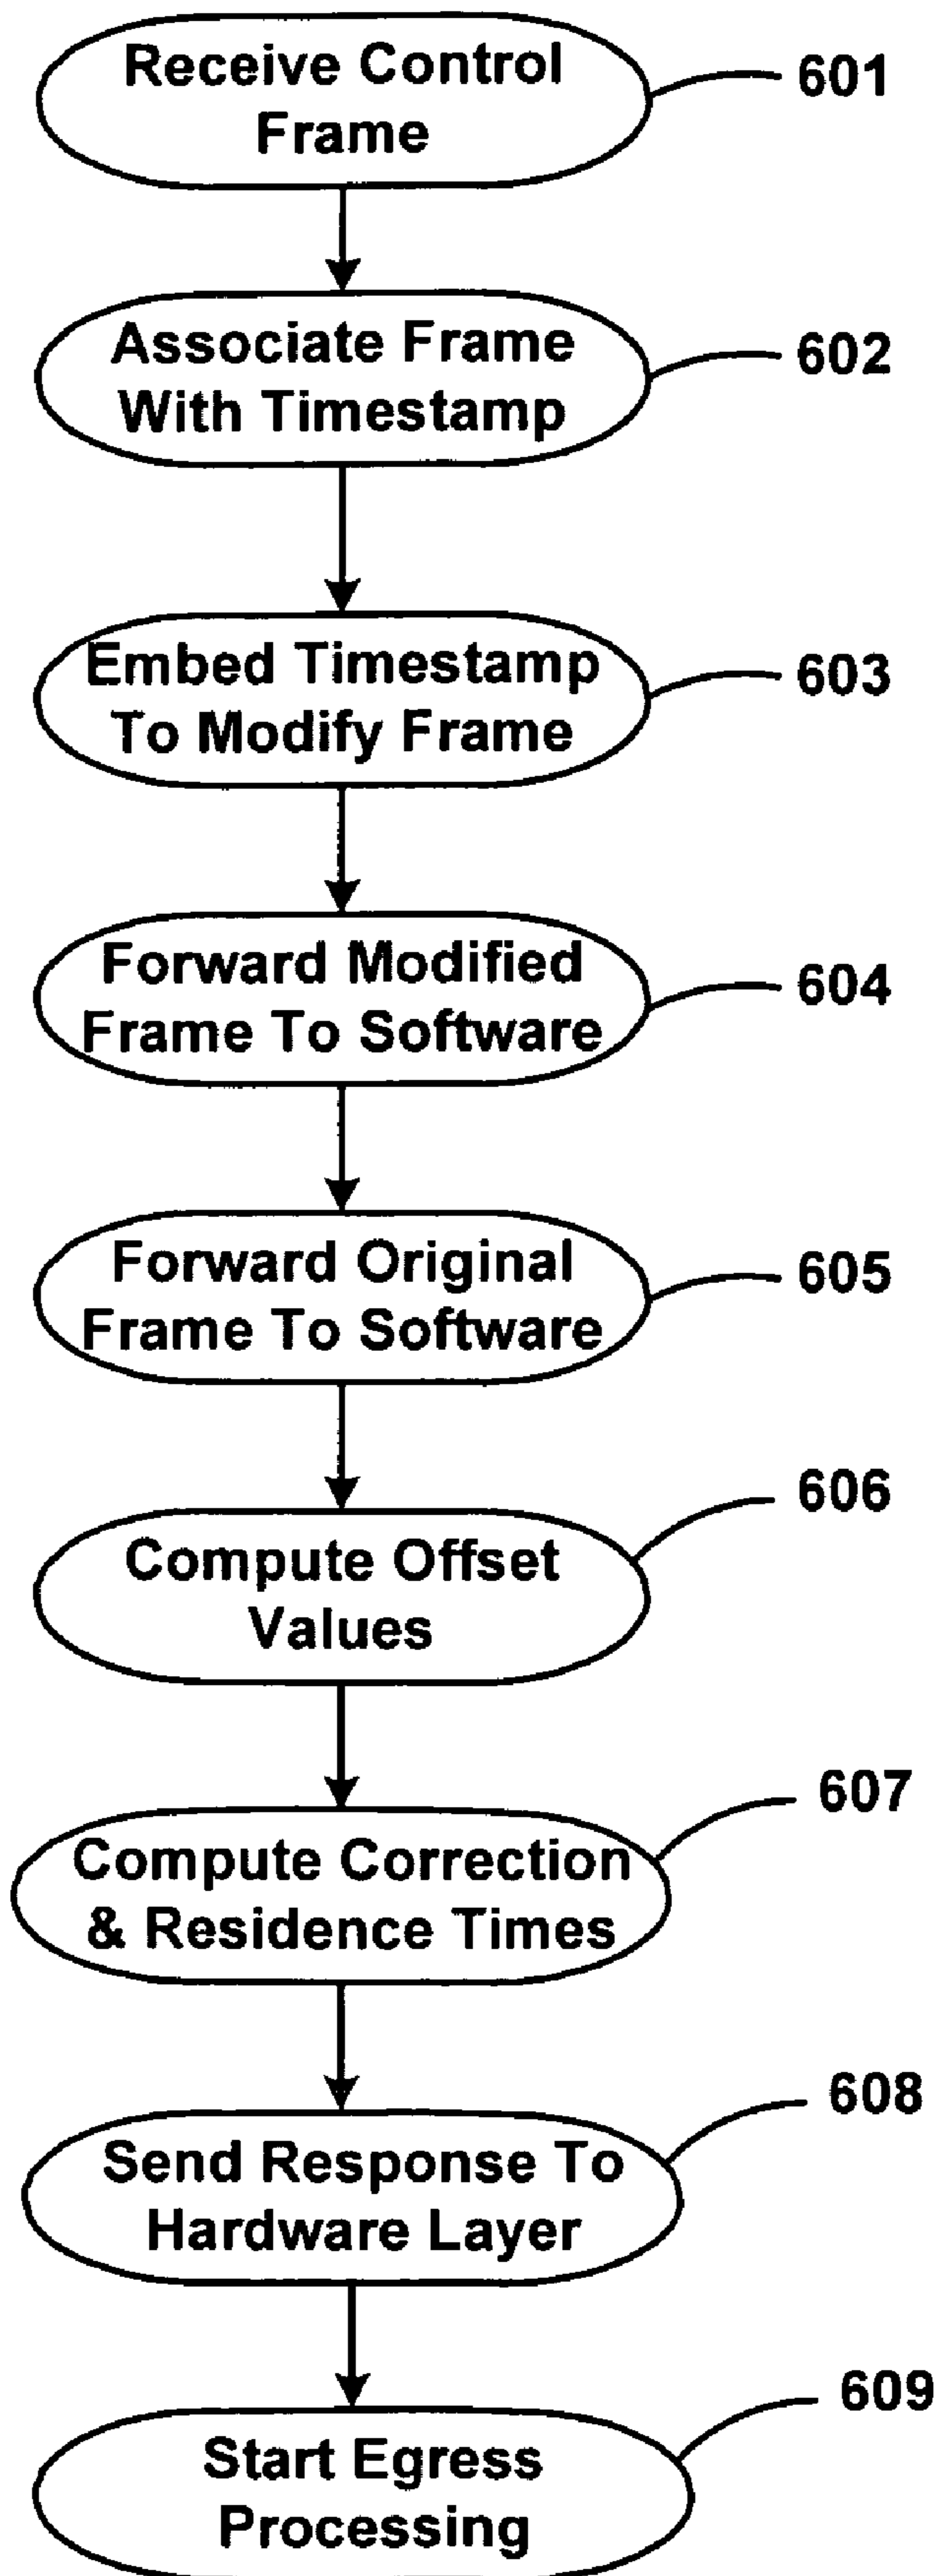 Receive Control
Frame
601
Associate Frame
With Timestamp
602
Embed Timestamp
To Modify Frame
603
Forward Modified
Frame To Software
604
Forward Original
Frame To Software
605
Compute Offset
Values
606
Compute Correction
& Residence Times
607
Send Response To
Hardware Layer
608
Start Egress
Processing
609